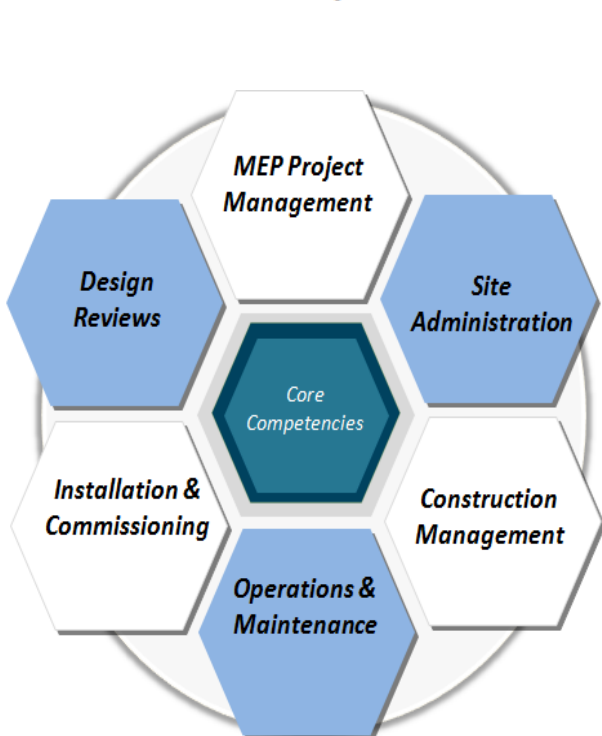 MEP Project
Management
Design
Reviews
Site
Administration
Core
Competencies
Installation &
Commissioning
Construction
Management
Operations &
Maintenance